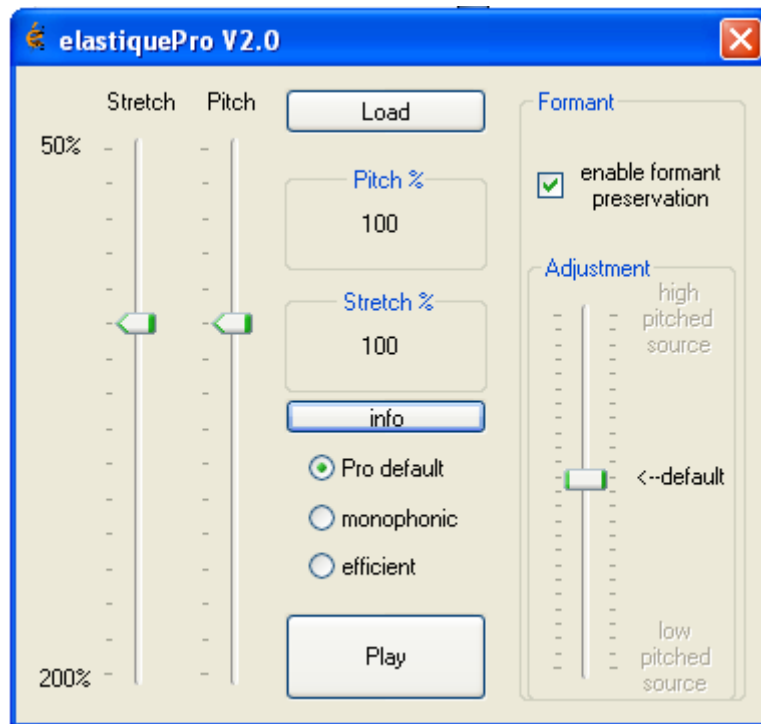 elastiquePro V2.0
Stretch
Pitch
50%
200%
Load
Pitch %
100
Stretch %
100
info
Pro default
monophonic
efficient
Play
Formant
enable formant
preservation
Adjustment
high
pitched
source
<--default
low
pitched
source